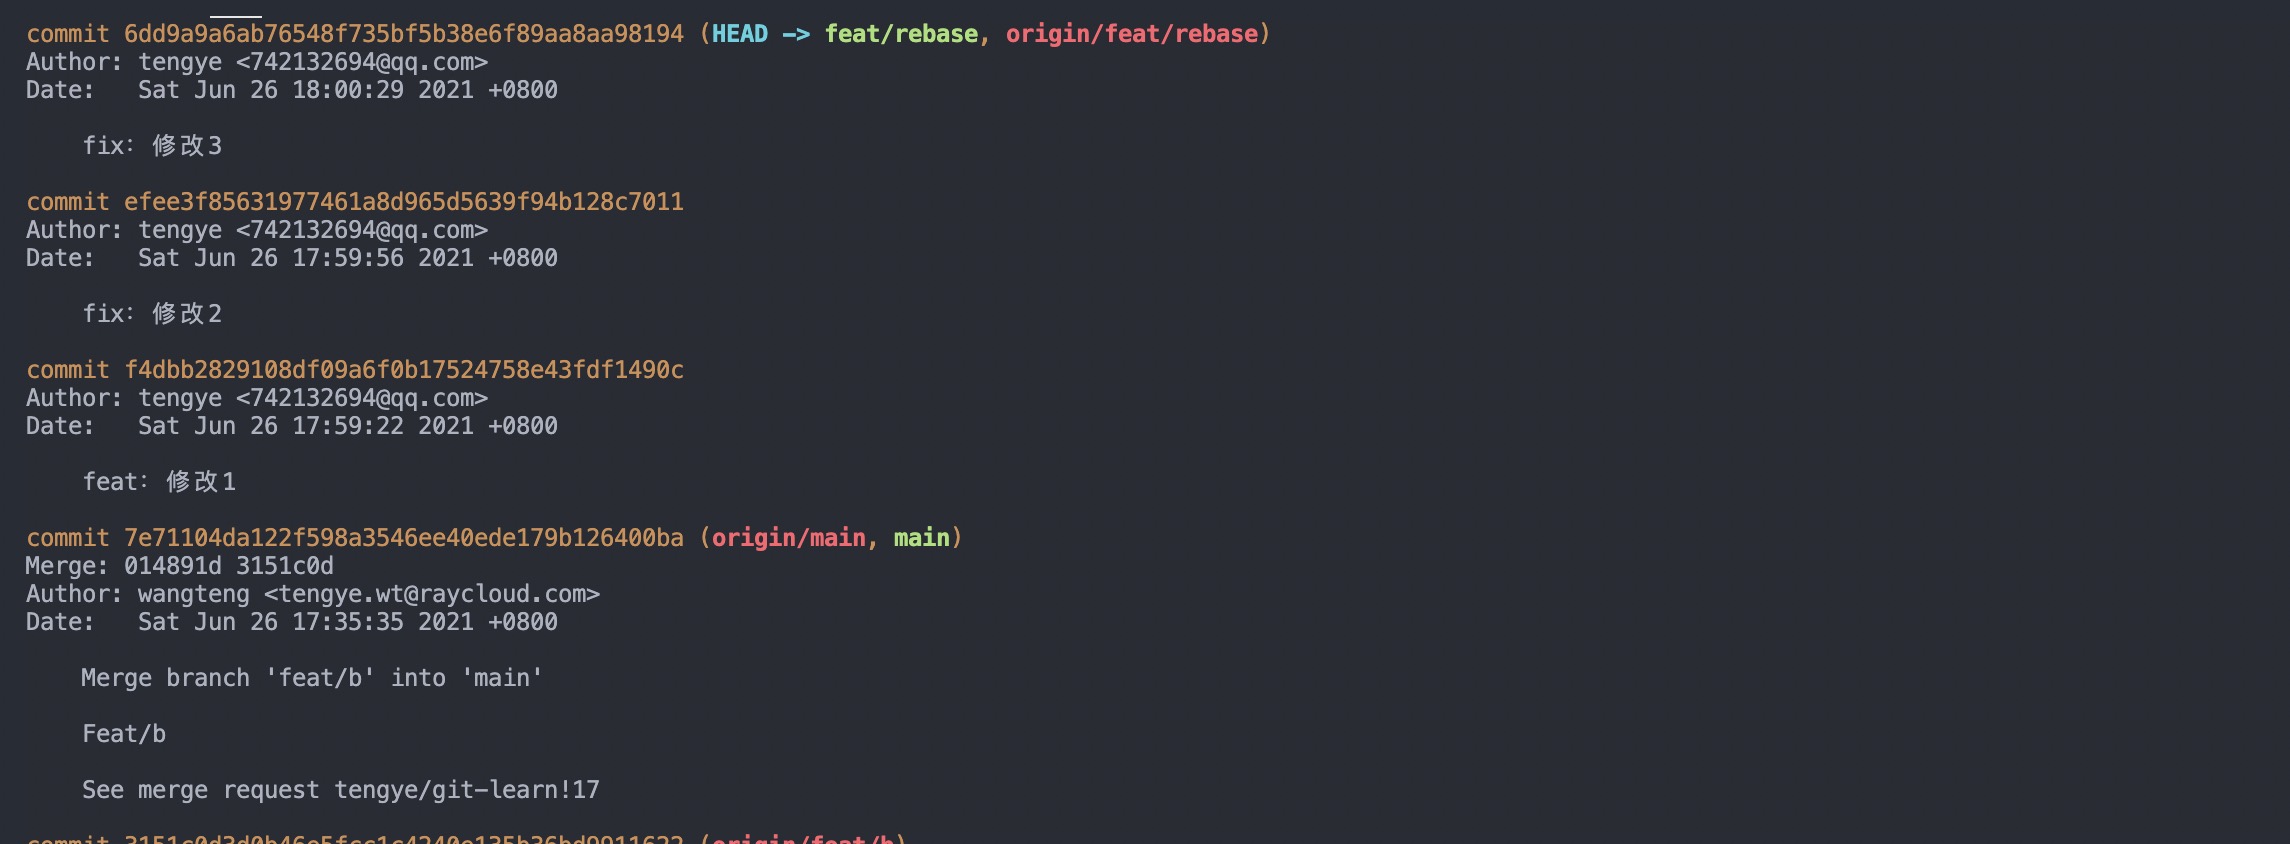 commit 6dd9a9a6ab76548f735bf5b38e6f89aa8aa98194 (HEAD -> feat/rebase, origin/feat/rebase)
Author: tengye <742132694@qq.com>
Date:   Sat Jun 26 18:00:29 2021 +0800
fix: 修改3
commit efee3f85631977461a8d965d5639f94b128c7011
Author: tengye <742132694@qq.com>
Date:   Sat Jun 26 17:59:56 2021 +0800
fix: 修改2
commit f4dbb2829108df09a6f0b17524758e43fdf1490c
Author: tengye <742132694@qq.com>
Date:   Sat Jun 26 17:59:22 2021 +0800
feat: 修改1
commit 7e71104da122f598a3546ee40ede179b126400ba (origin/main, main)
Merge: 014891d 3151c0d
Author: wangteng <tengye.wt@raycloud.com>
Date:   Sat Jun 26 17:35:35 2021 +0800
Merge branch 'feat/b' into 'main'
Feat/b
See merge request tengye/git-learn!17
commit (origin/feat/b)